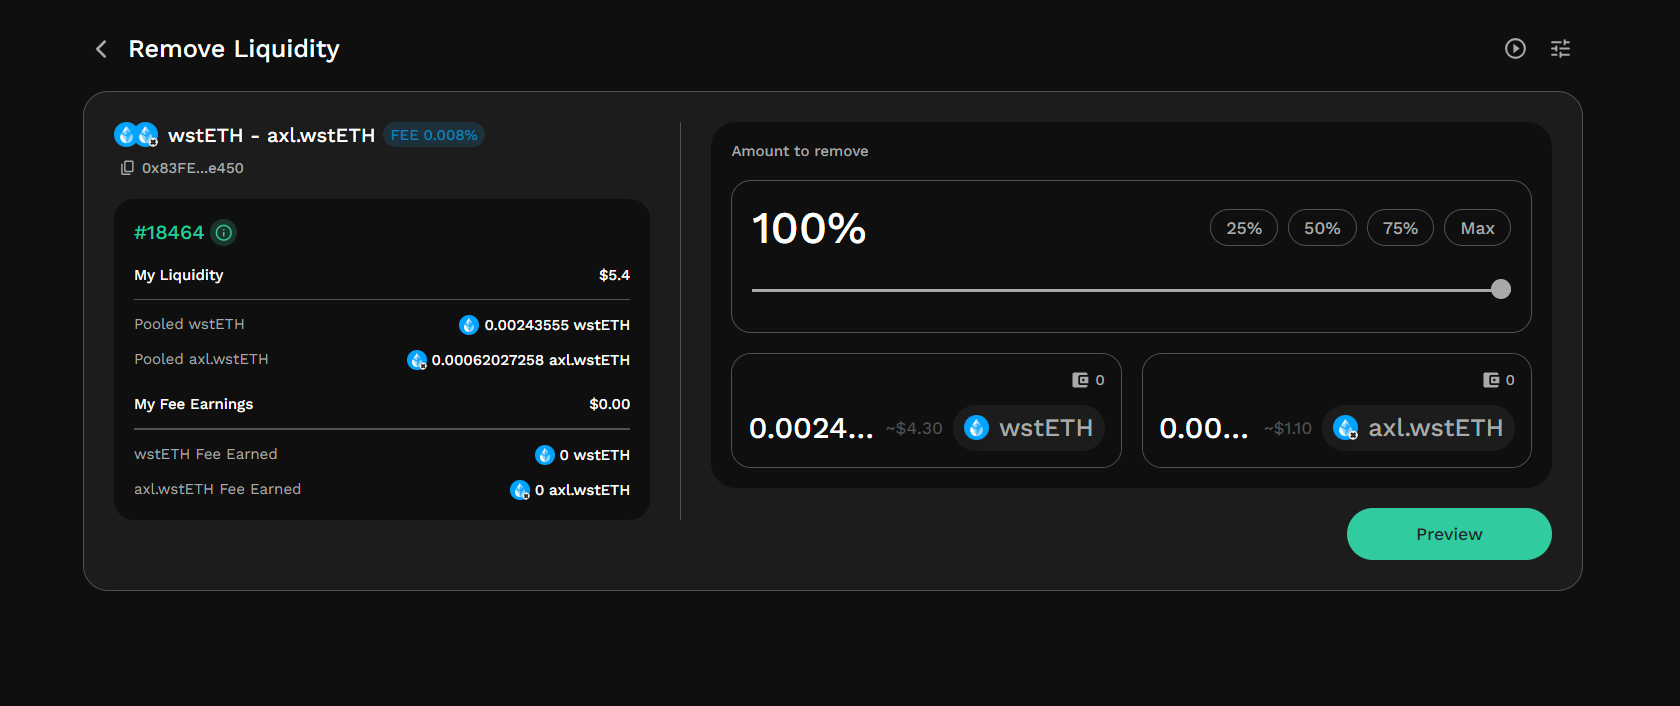 Remove Liquidity
wstETH - axl.wstETH FEE 0.008%
0x83FE...e450
#18464
My Liquidity $5.4
Pooled wstETH 0.00243555 wstETH
Pooled axl.wstETH 0.00062027258 axl.wstETH
My Fee Earnings $0.00
wstETH Fee Earned 0 wstETH
axl.wstETH Fee Earned 0 axl.wstETH
Amount to remove
100% 25% 50% 75% Max
0
0.0024... ~$4.30 wstETH
0
0.00... ~$1.10 axl.wstETH
Preview